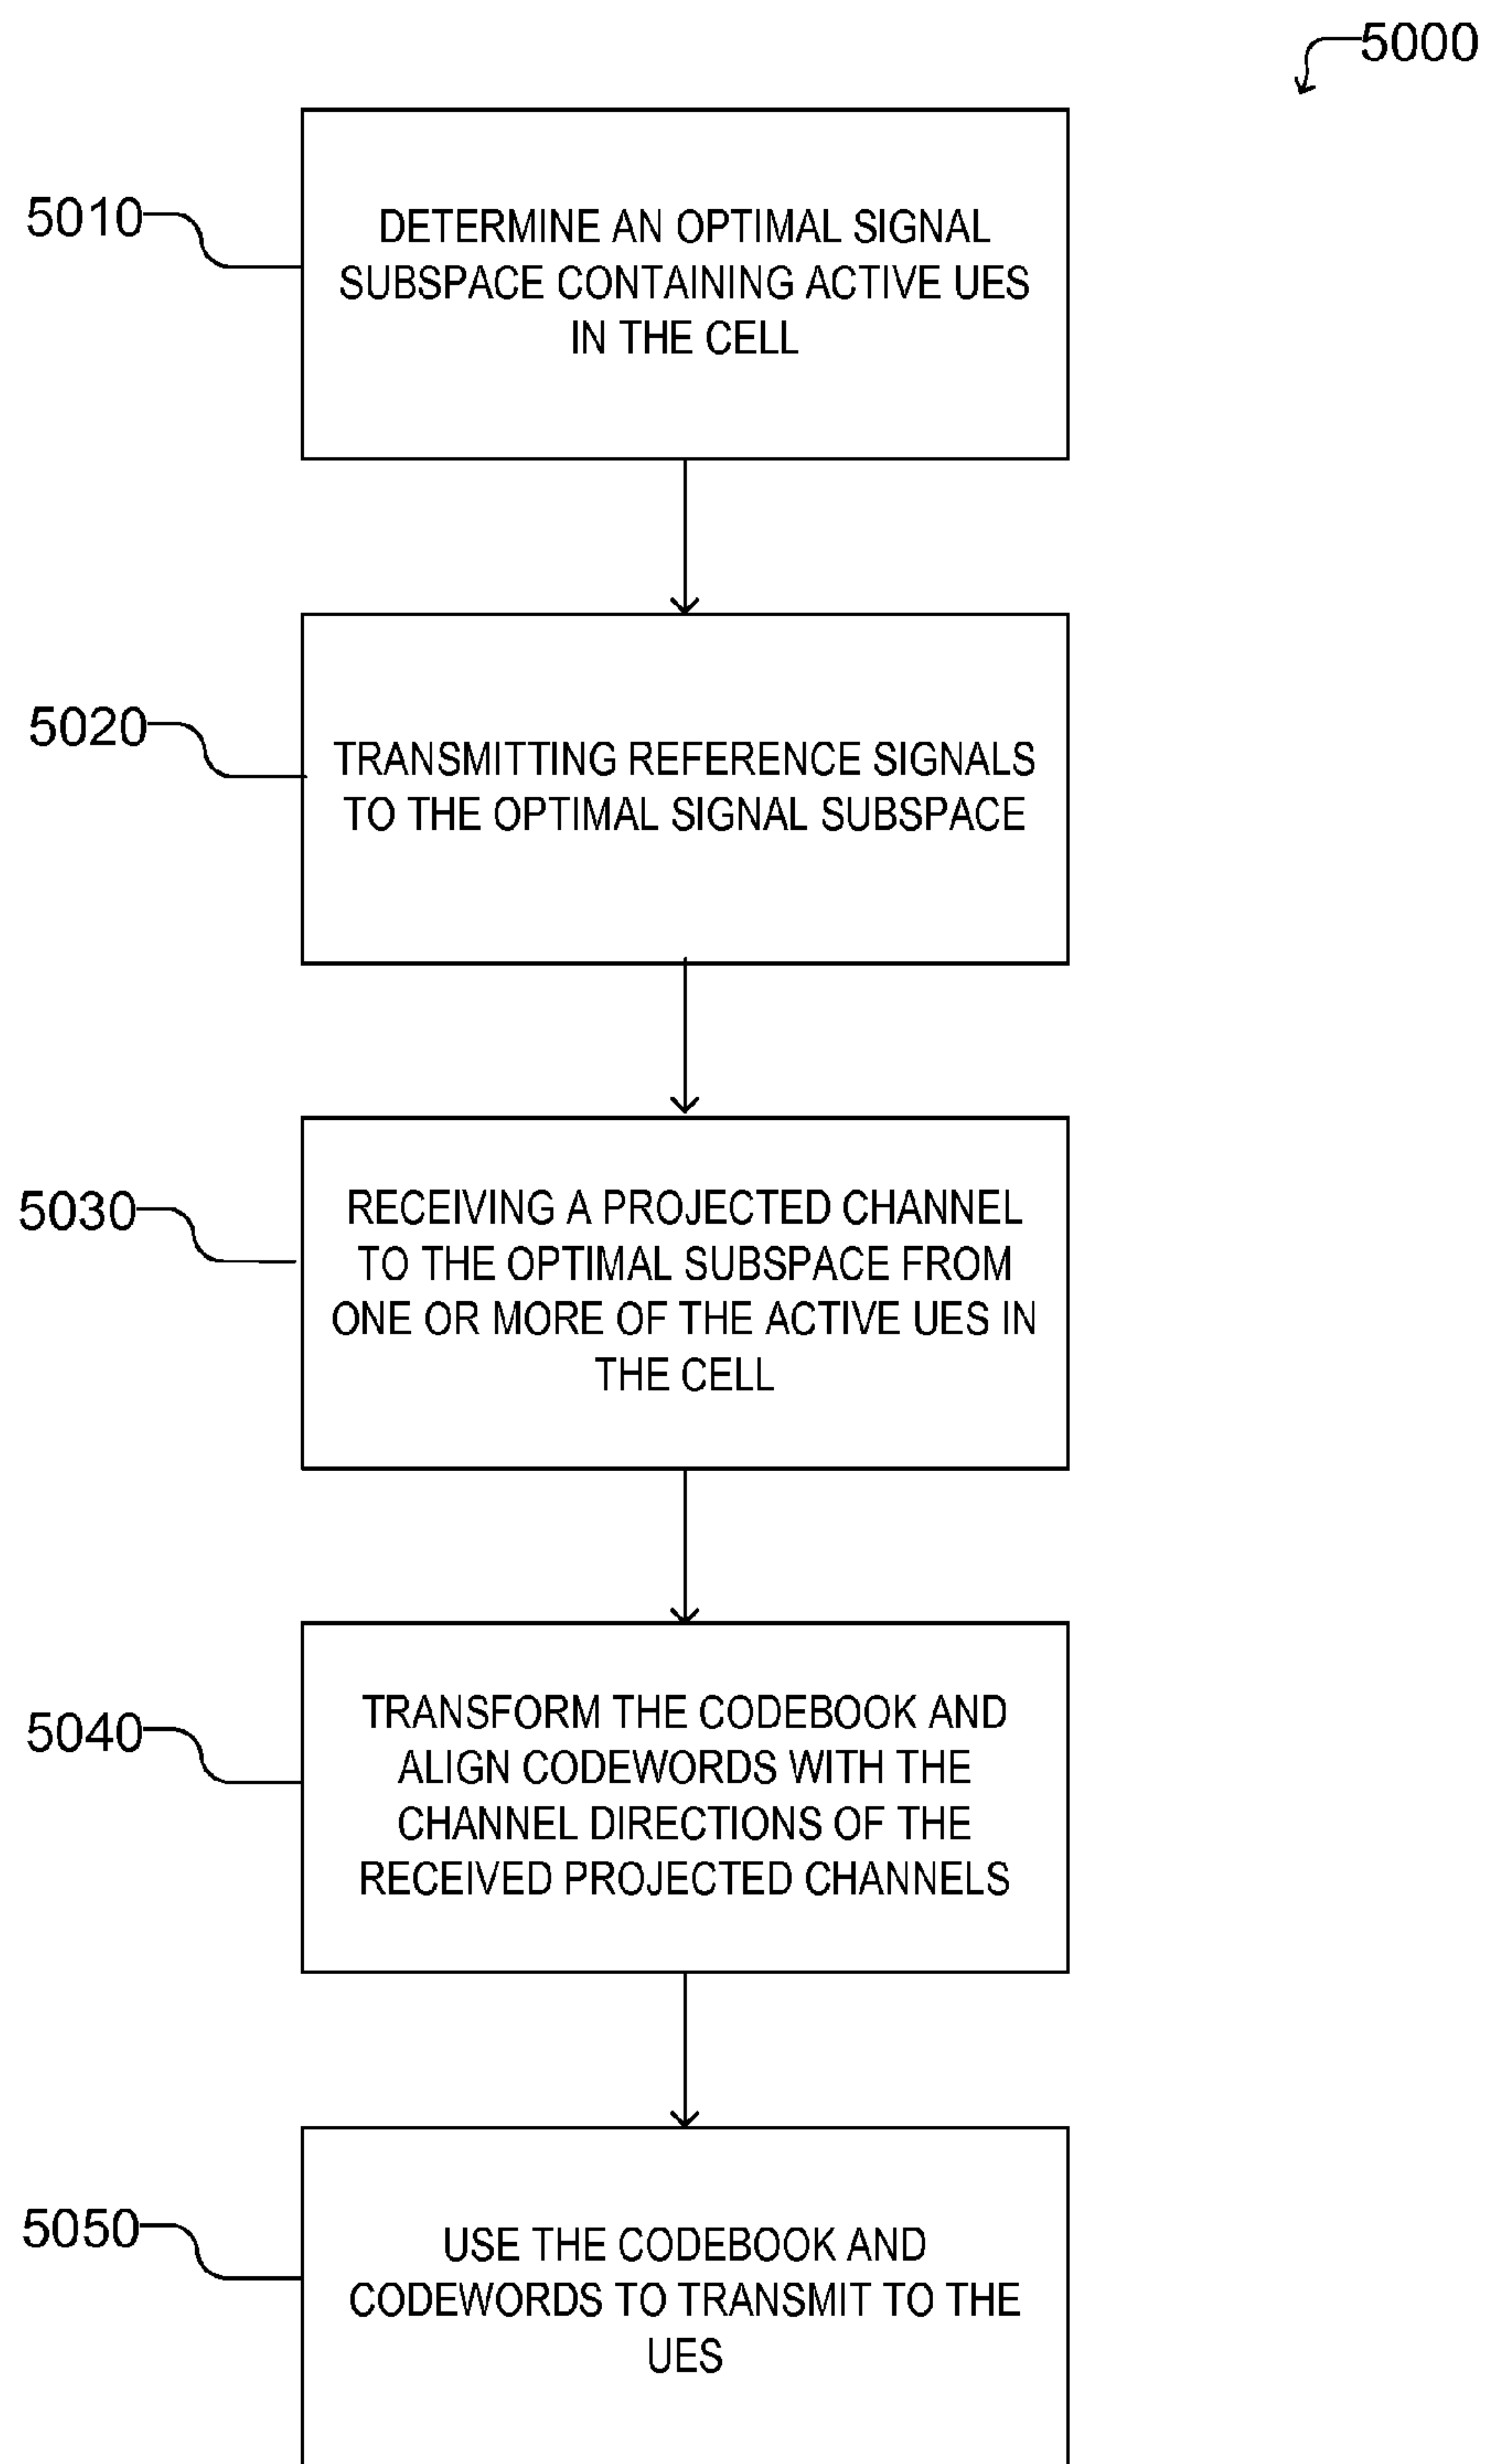 5000
5010
DETERMINE AN OPTIMAL SIGNAL
SUBSPACE CONTAINING ACTIVE UES
IN THE CELL
5020
TRANSMITTING REFERENCE SIGNALS
TO THE OPTIMAL SIGNAL SUBSPACE
5030
RECEIVING A PROJECTED CHANNEL
TO THE OPTIMAL SUBSPACE FROM
ONE OR MORE OF THE ACTIVE UES IN
THE CELL
5040
TRANSFORM THE CODEBOOK AND
ALIGN CODEWORDS WITH THE
CHANNEL DIRECTIONS OF THE
RECEIVED PROJECTED CHANNELS
5050
USE THE CODEBOOK AND
CODEWORDS TO TRANSMIT TO THE
UES